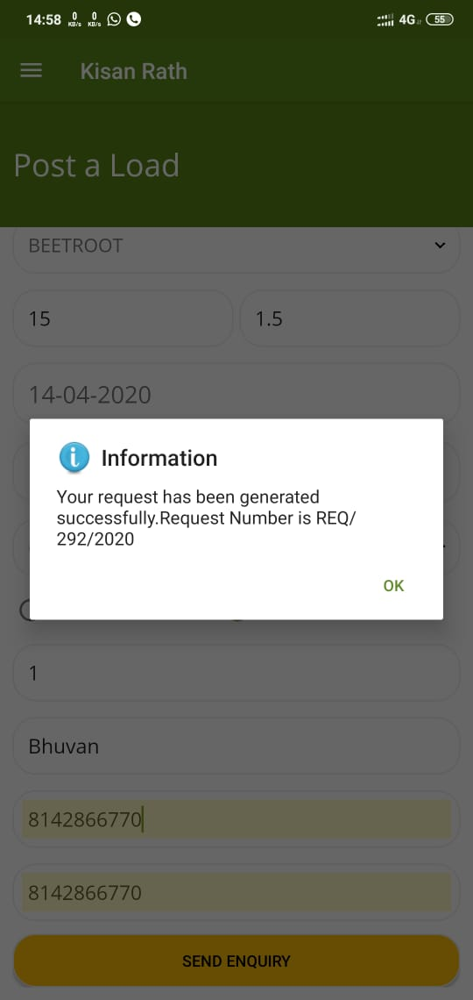 14:58 0 KB/s 0 KB/s 4G 55
Kisan Rath
Post a Load
BEETROOT
15 1.5
14-04-2020
Information
Your request has been generated
successfully.Request Number is REQ/
292/2020
OK
1
Bhuvan
8142866770
8142866770
SEND ENQUIRY